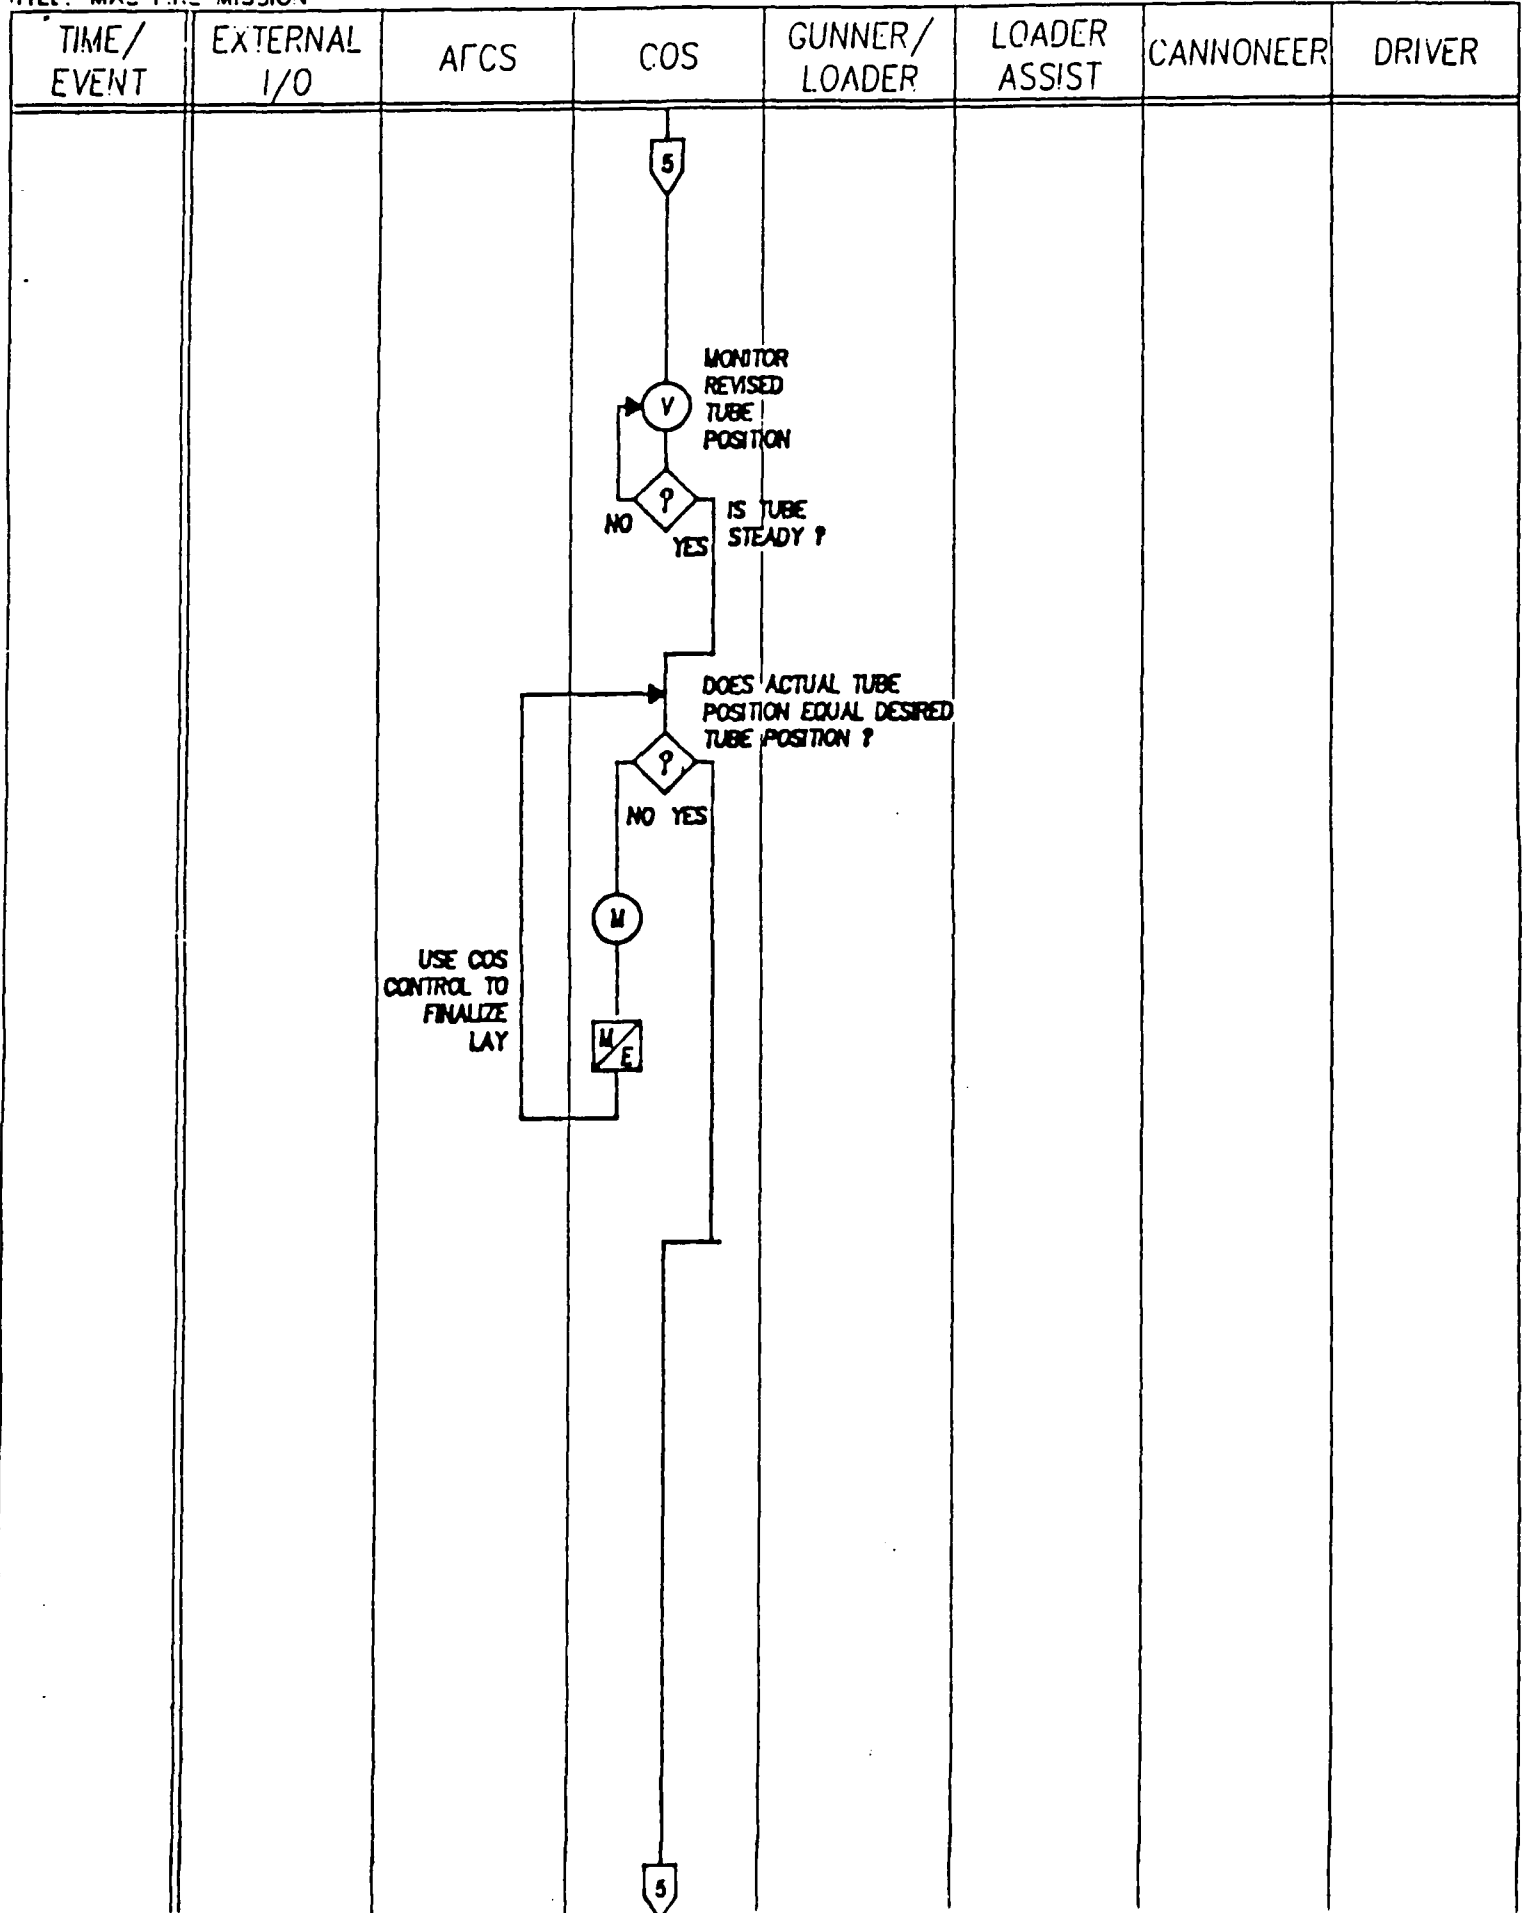 MISSION
TIME/
EVENT
EXTERNAL
I/O
AFCS
COS
GUNNER/
LOADER
LOADER
ASSIST
CANNONEER
DRIVER
5
MONITOR
REVISED
TUBE
POSITION
V
?
NO
YES
IS TUBE
STEADY ?
DOES ACTUAL TUBE
POSITION EQUAL DESIRED
TUBE POSITION ?
?
NO YES
M
USE COS
CONTROL TO
FINALIZE
LAY
M/E
5